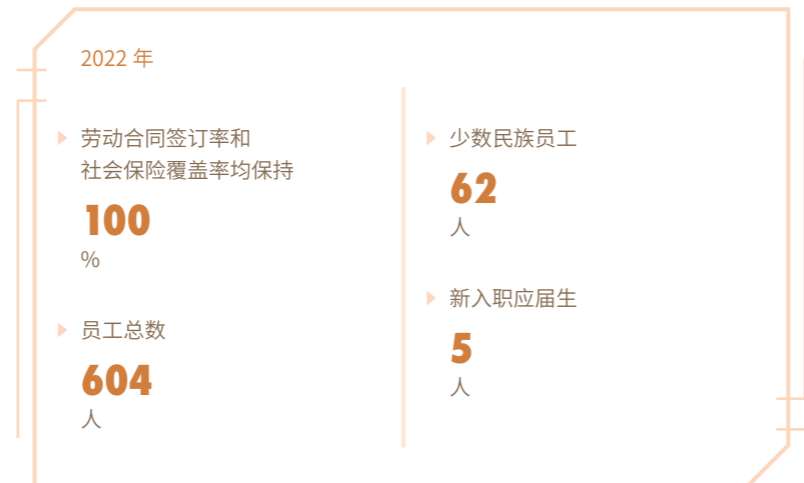 2022 年
劳动合同签订率和
社会保险覆盖率均保持
100
%
员工总数
604
人
少数民族员工
62
人
新入职应届生
5
人